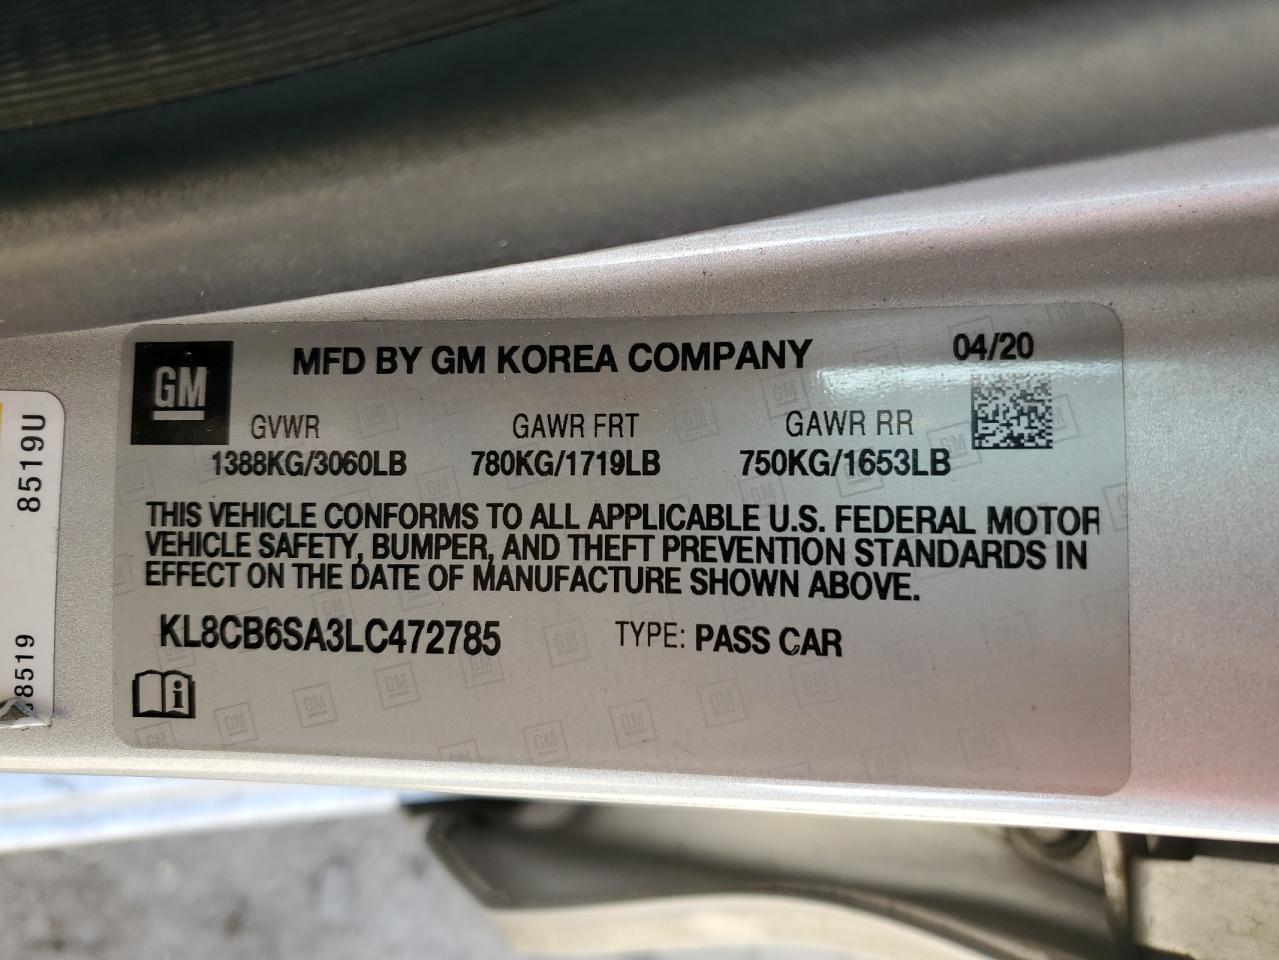 GM
MFD BY GM KOREA COMPANY
04/20
GVWR GAWR FRT GAWR RR
1388KG/3060LB 780KG/1719LB 750KG/1653LB
THIS VEHICLE CONFORMS TO ALL APPLICABLE U.S. FEDERAL MOTOR
VEHICLE SAFETY, BUMPER, AND THEFT PREVENTION STANDARDS IN
EFFECT ON THE DATE OF MANUFACTURE SHOWN ABOVE.
KL8CB6SA3LC472785 TYPE: PASS CAR
8519U
8519